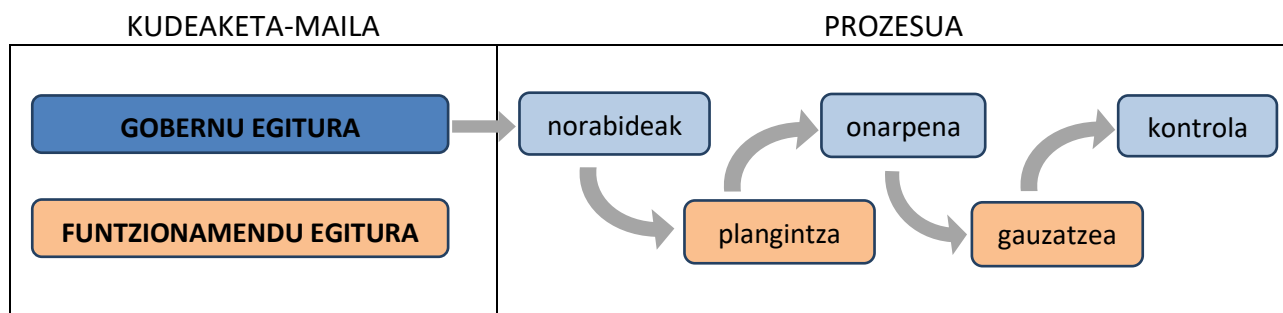 KUDEAKETA-MAILA
PROZESUA
GOBERNU EGITURA
norabideak
onarpena
kontrola
FUNTZIONAMENDU EGITURA
plangintza
gauzatzea